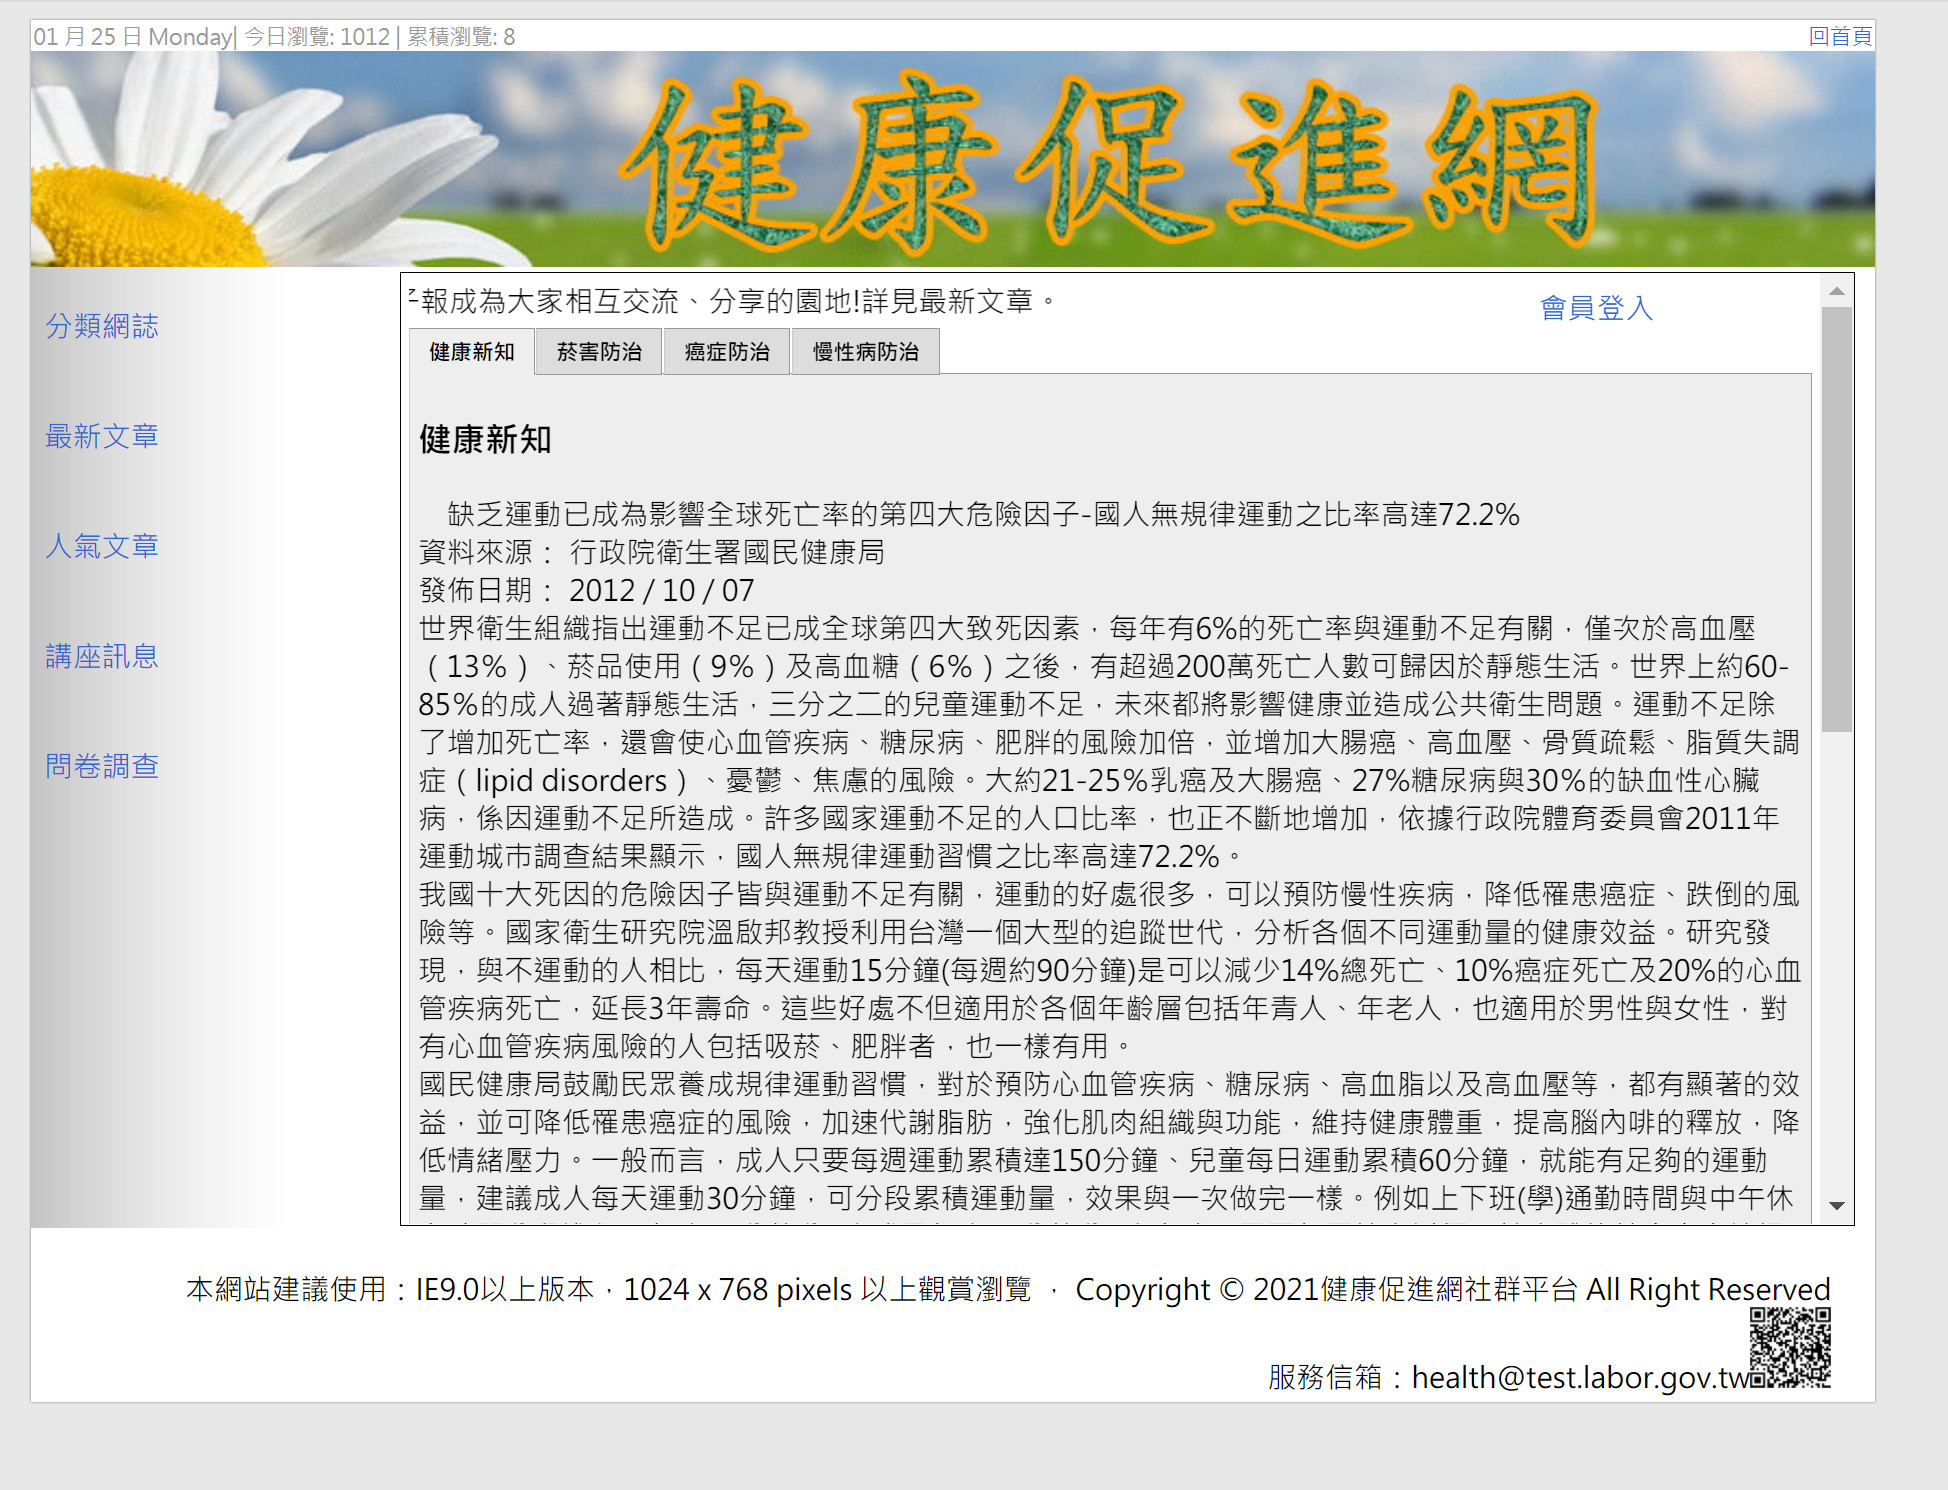 01 月 25 日 Monday| 今日瀏覽: 1012 | 累積瀏覽: 8
回首頁
健康促進網
報成為大家相互交流、分享的園地!詳見最新文章。
會員登入
分類網誌
最新文章
人氣文章
講座訊息
問卷調查
健康新知 菸害防治 癌症防治 慢性病防治
健康新知
缺乏運動已成為影響全球死亡率的第四大危險因子-國人無規律運動之比率高達72.2%
資料來源： 行政院衛生署國民健康局
發佈日期： 2012 / 10 / 07
世界衛生組織指出運動不足已成全球第四大致死因素，每年有6%的死亡率與運動不足有關，僅次於高血壓
（13%）、菸品使用（9%）及高血糖（6%）之後，有超過200萬死亡人數可歸因於靜態生活。世界上約60-
85%的成人過著靜態生活，三分之二的兒童運動不足，未來都將影響健康並造成公共衛生問題。運動不足除
了增加死亡率，還會使心血管疾病、糖尿病、肥胖的風險加倍，並增加大腸癌、高血壓、骨質疏鬆、脂質失調
症（lipid disorders）、憂鬱、焦慮的風險。大約21-25%乳癌及大腸癌、27%糖尿病與30%的缺血性心臟
病，係因運動不足所造成。許多國家運動不足的人口比率，也正不斷地增加，依據行政院體育委員會2011年
運動城市調查結果顯示，國人無規律運動習慣之比率高達72.2%。
我國十大死因的危險因子皆與運動不足有關，運動的好處很多，可以預防慢性疾病，降低罹患癌症、跌倒的風
險等。國家衛生研究院溫啟邦教授利用台灣一個大型的追蹤世代，分析各個不同運動量的健康效益。研究發
現，與不運動的人相比，每天運動15分鐘(每週約90分鐘)是可以減少14%總死亡、10%癌症死亡及20%的心血
管疾病死亡，延長3年壽命。這些好處不但適用於各個年齡層包括年青人、年老人，也適用於男性與女性，對
有心血管疾病風險的人包括吸菸、肥胖者，也一樣有用。
國民健康局鼓勵民眾養成規律運動習慣，對於預防心血管疾病、糖尿病、高血脂以及高血壓等，都有顯著的效
益，並可降低罹患癌症的風險，加速代謝脂肪，強化肌肉組織與功能，維持健康體重，提高腦內啡的釋放，降
低情緒壓力。一般而言，成人只要每週運動累積達150分鐘、兒童每日運動累積60分鐘，就能有足夠的運動
量，建議成人每天運動30分鐘，可分段累積運動量，效果與一次做完一樣。例如上下班(學)通勤時間與中午休
本網站建議使用：IE9.0以上版本，1024 x 768 pixels 以上觀賞瀏覽 ， Copyright © 2021健康促進網社群平台 All Right Reserved
服務信箱：health@test.labor.gov.tw